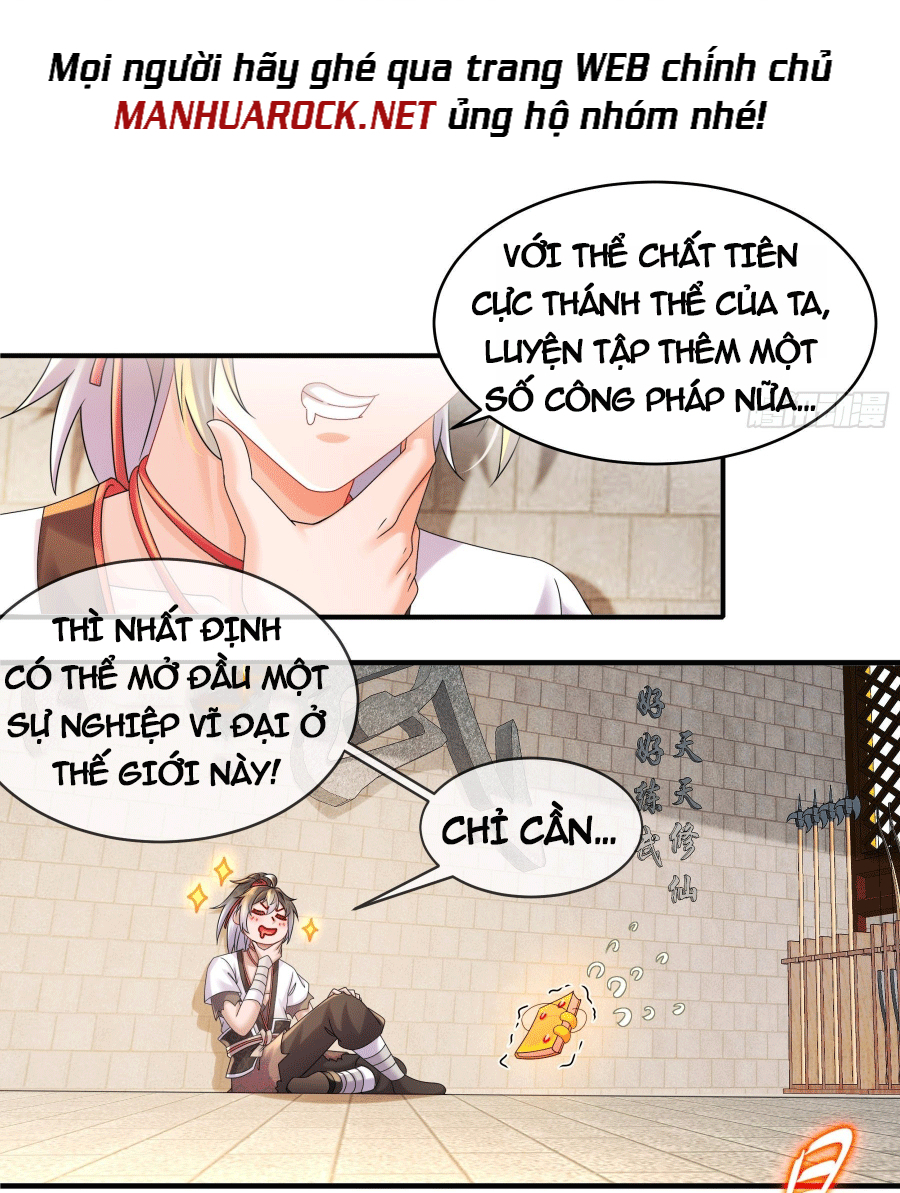 Mọi người hãy ghé qua trang WEB chính chủ
MANHUAROCK.NET ủng hộ nhóm nhé!
VỚI THỂ CHẤT TIÊN
CỰC THÁNH THỂ CỦA TA,
LUYỆN TẬP THÊM MỘT
SỐ CÔNG PHÁP NỮA...
THÌ NHẤT ĐỊNH
CÓ THỂ MỞ ĐẦU MỘT
SỰ NGHIỆP VĨ ĐẠI Ở
THẾ GIỚI NÀY!
CHỈ CẦN...
好好練武
天天修仙
?????
???